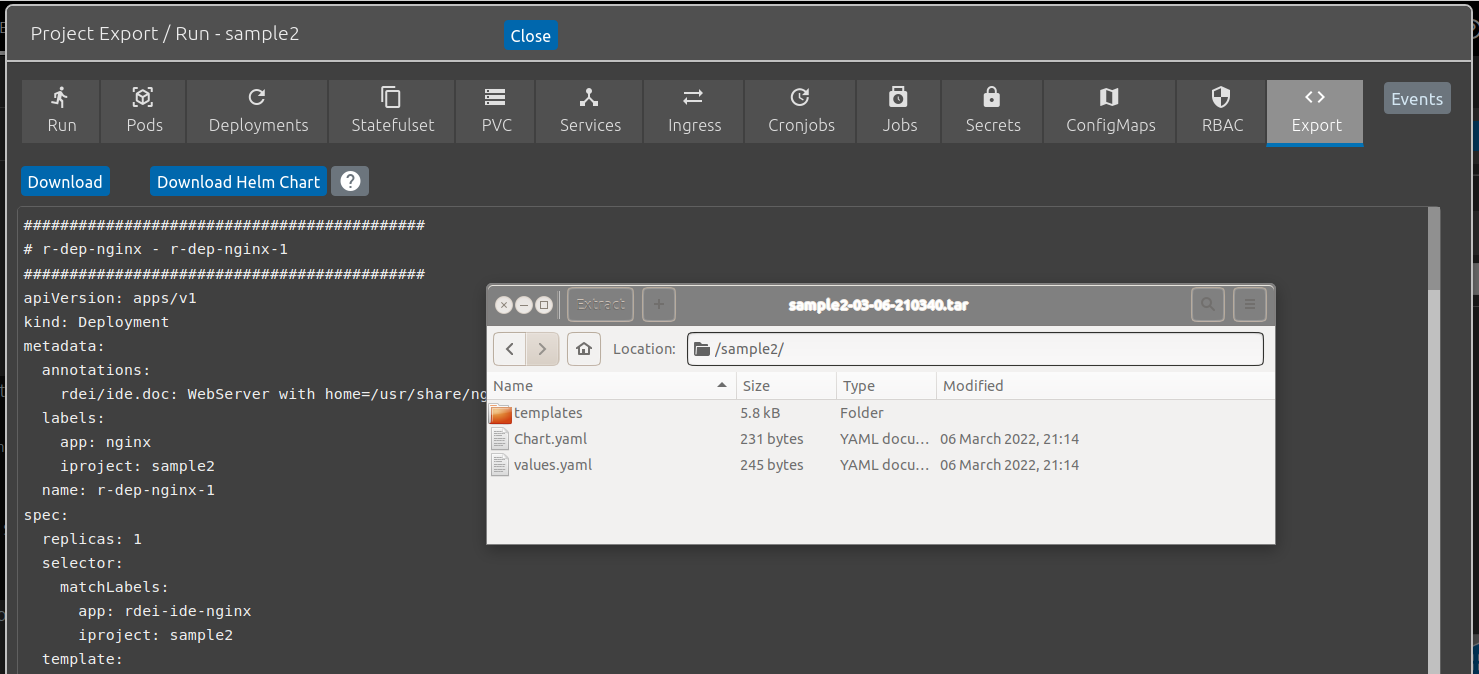 Project Export / Run - sample2
Close
Run
Pods
Deployments
Statefulset
PVC
Services
Ingress
Cronjobs
Jobs
Secrets
ConfigMaps
RBAC
Export
Events
Download
Download Helm Chart
?
############################################
# r-dep-nginx - r-dep-nginx-1
############################################
apiVersion: apps/v1
kind: Deployment
metadata:
annotations:
rdei/ide.doc: WebServer with home=/usr/share/ng
labels:
app: nginx
iproject: sample2
name: r-dep-nginx-1
spec:
replicas: 1
selector:
matchLabels:
app: rdei-ide-nginx
iproject: sample2
template:
Extract
+
sample2-03-06-210340.tar
Location: /sample2/
Name Size Type Modified
templates 5.8 kB Folder
Chart.yaml 231 bytes YAML docu... 06 March 2022, 21:14
values.yaml 245 bytes YAML docu... 06 March 2022, 21:14